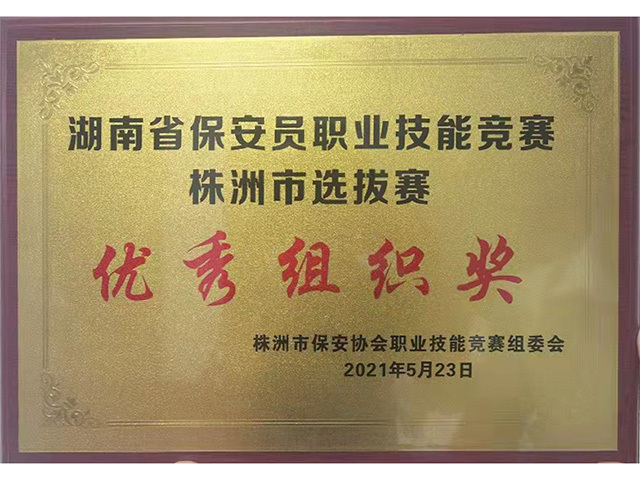 湖南省保安员职业技能竞赛
株洲市选拔赛
优秀组织奖
株洲市保安协会职业技能竞赛组委会
2021年5月23日